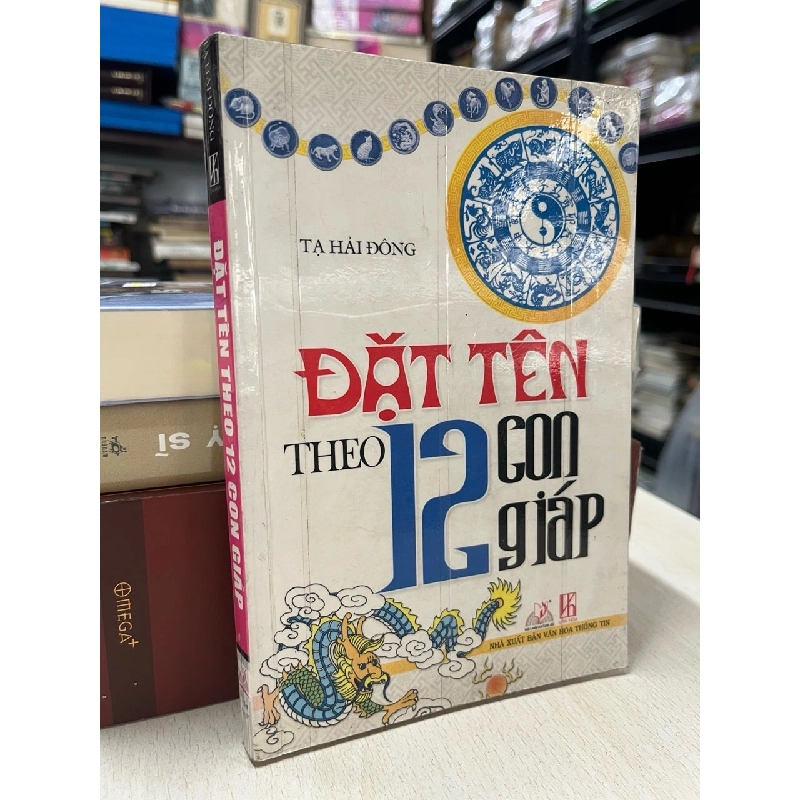 TẠ HẢI ĐÔNG
ĐẶT TÊN
THEO 12 con
giáp
NHÀ XUẤT BẢN VĂN HÓA THÔNG TIN
ĐẶT TÊN THEO 12 CON GIÁP
Ỹ SĨ
OMEGA+